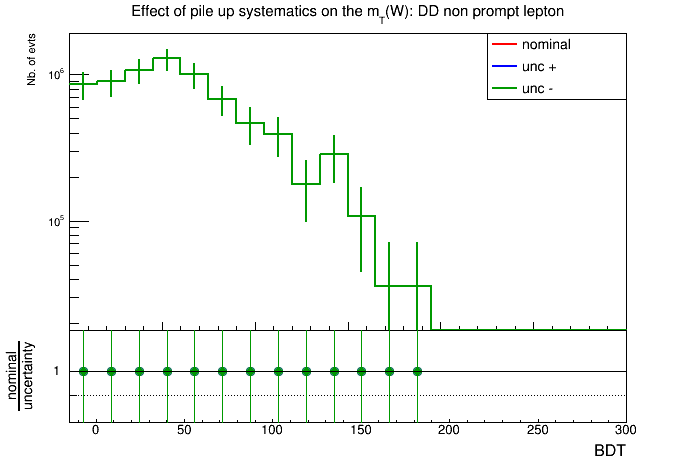 Effect of pile up systematics on the m_T(W): DD non prompt lepton
Nb. of evts
nominal
unc +
unc -
10^6
10^5
nominal
uncertainty
1
0 50 100 150 200 250 300
BDT